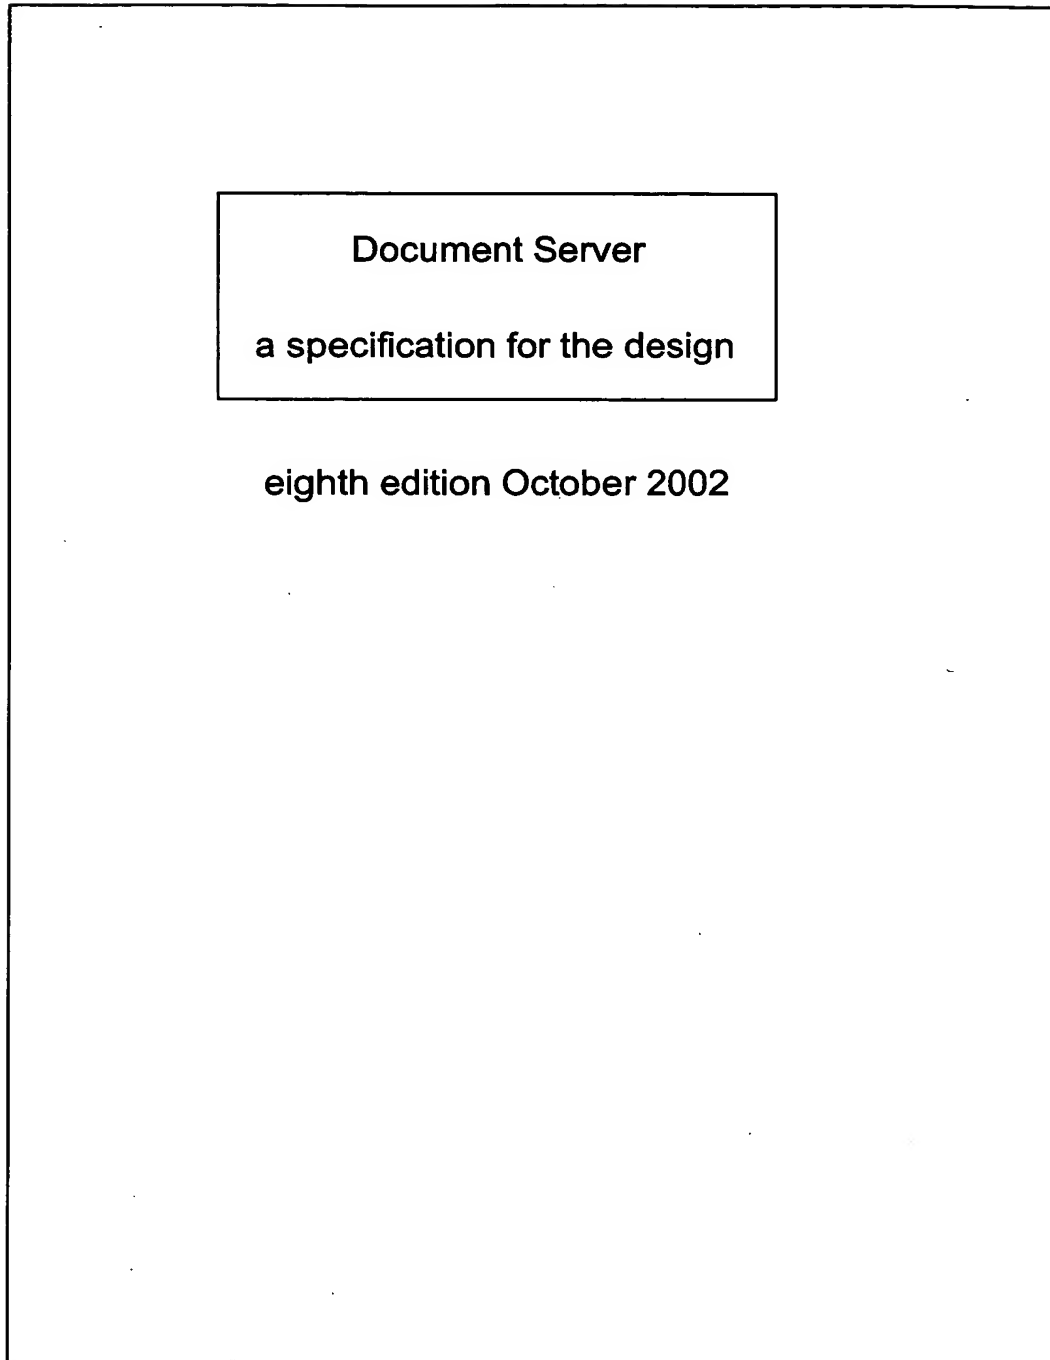 Document Server
a specification for the design
eighth edition October 2002